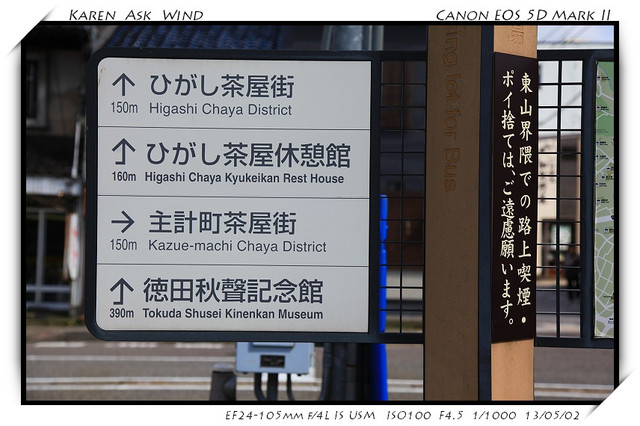 Karen Ask Wind
Canon EOS 5D Mark II
ひがし茶屋街
150m Higashi Chaya District
ひがし茶屋休憩館
160m Higashi Chaya Kyukeikan Rest House
主計町茶屋街
150m Kazue-machi Chaya District
徳田秋聲記念館
390m Tokuda Shusei Kinenkan Museum
ing lot for Bus
東山界隈での路上喫煙・
ポイ捨ては、ご遠慮願います。
EF24-105mm f/4L IS USM ISO100 F4.5 1/1000 13/05/02